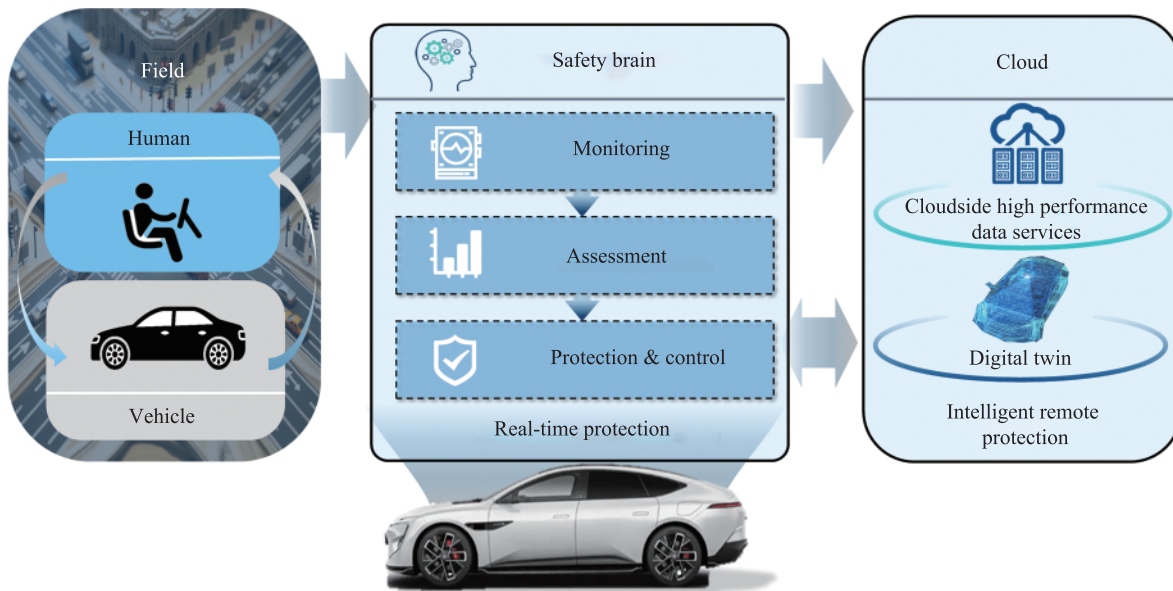 Field
Human
Vehicle
Safety brain
Monitoring
Assessment
Protection & control
Real-time protection
Cloud
Cloudside high performance
data services
Digital twin
Intelligent remote
protection